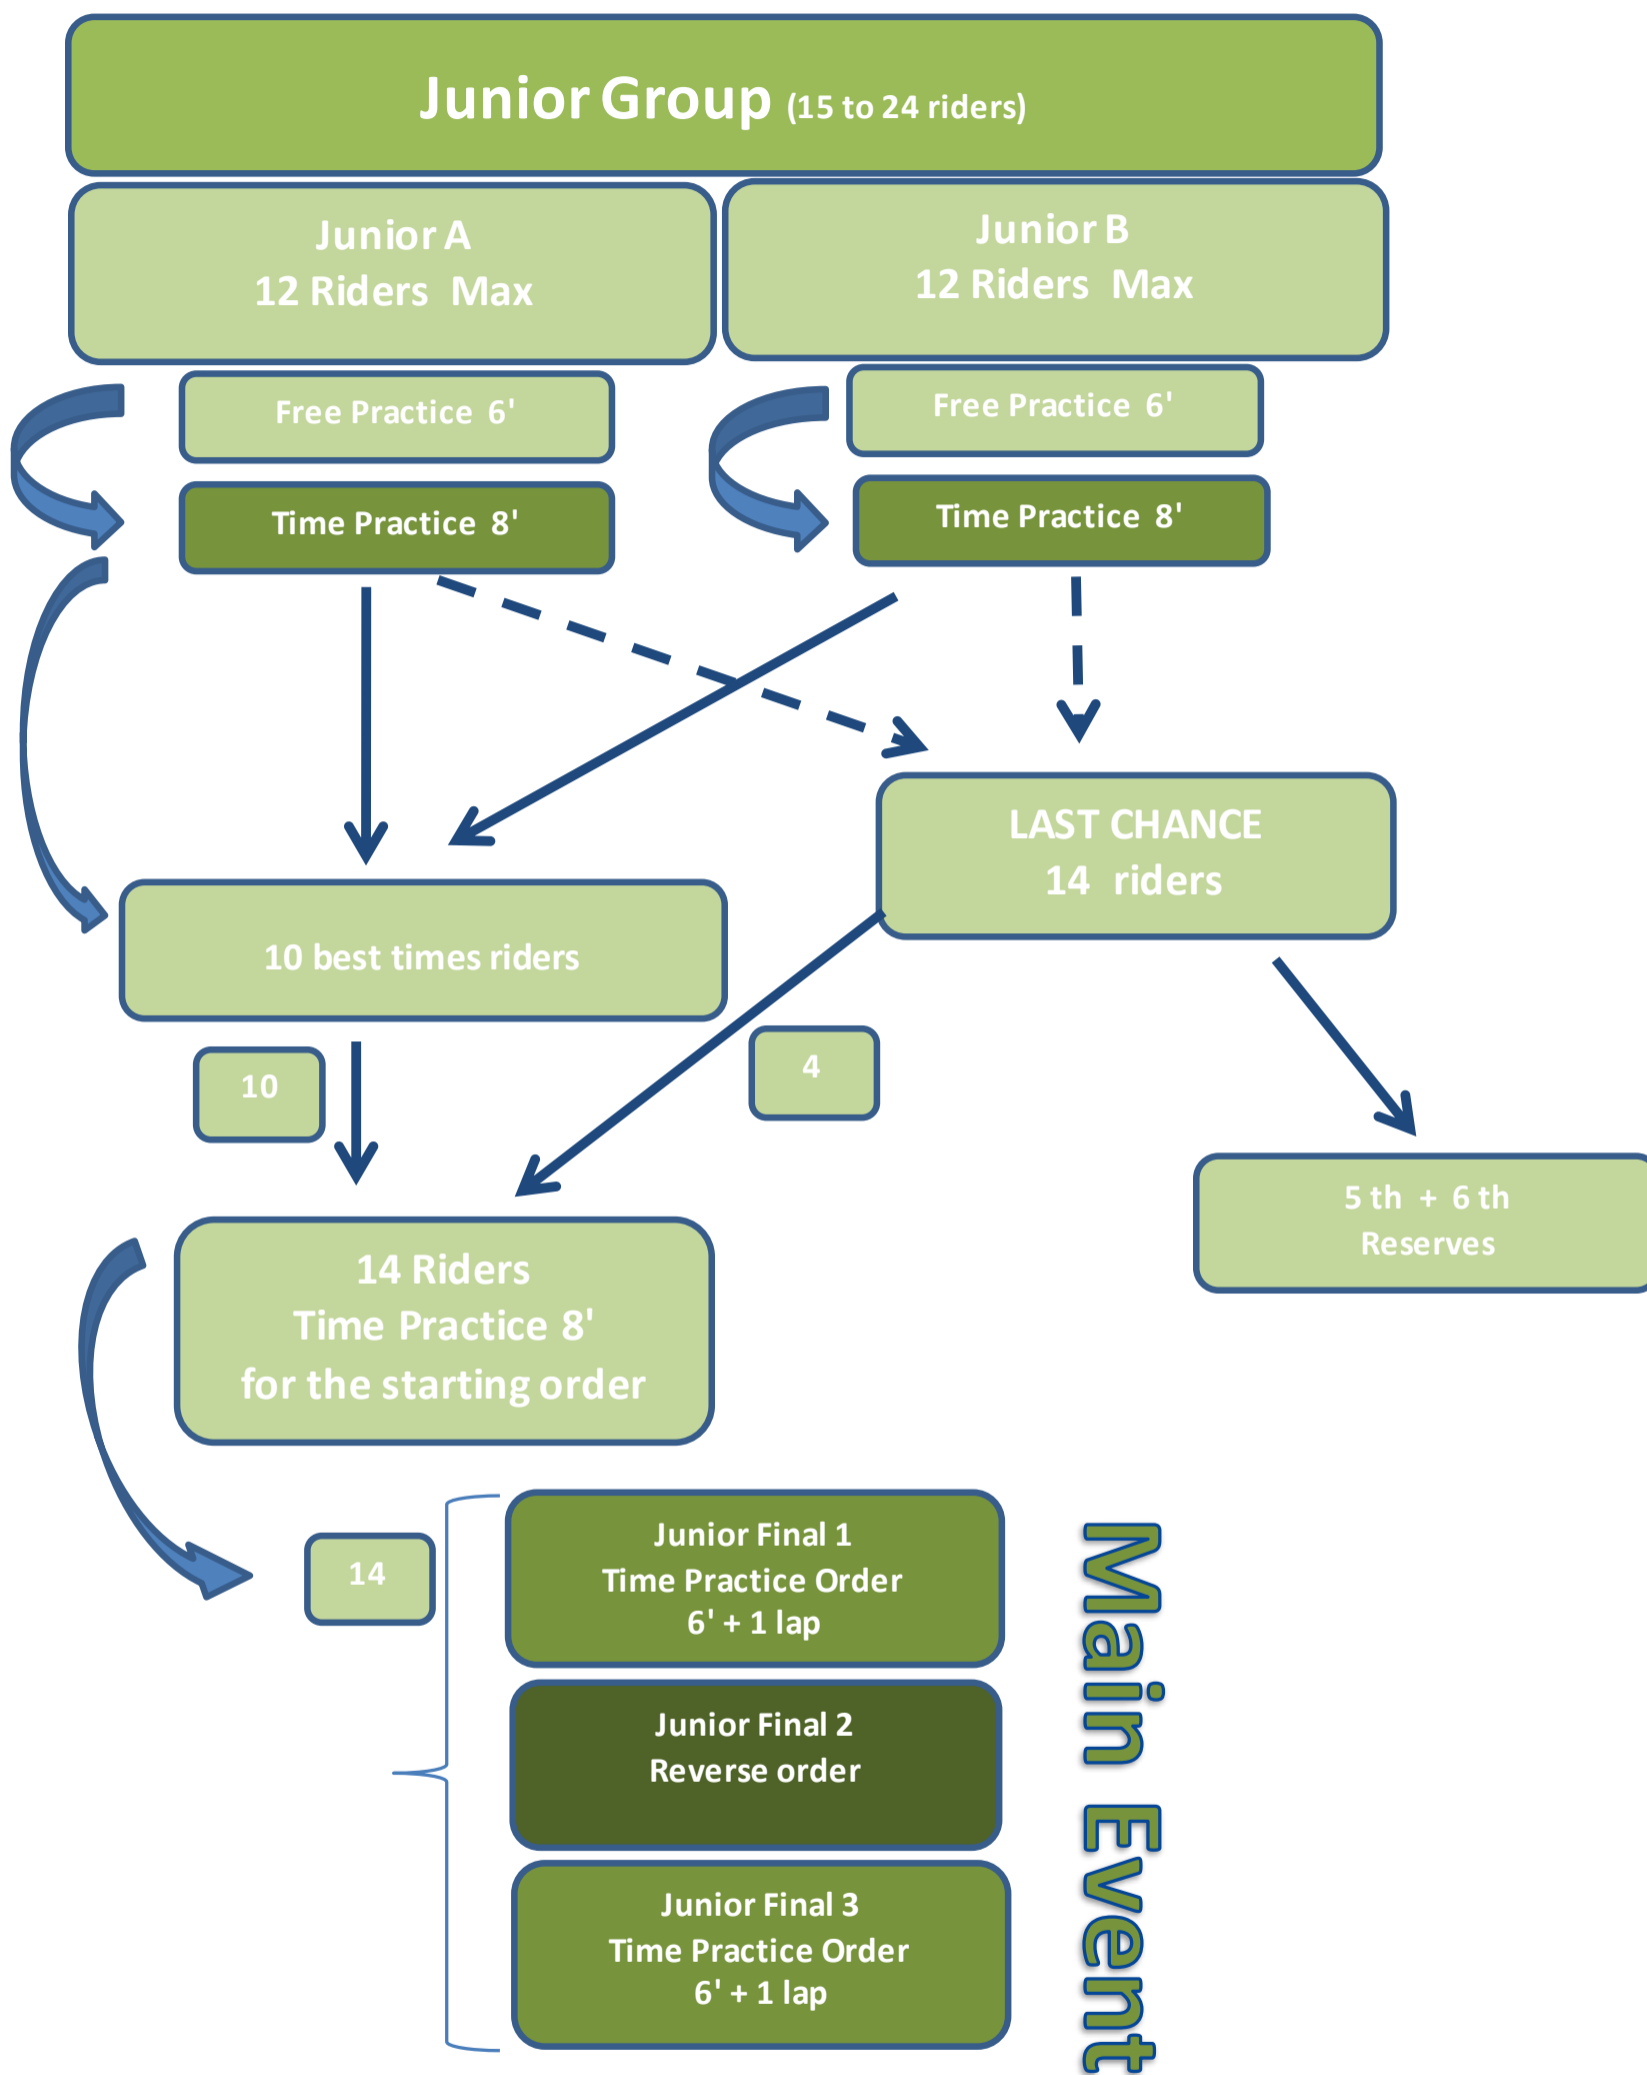 Junior Group (15 to 24 riders)
Junior A
12 Riders Max
Junior B
12 Riders Max
Free Practice 6'
Free Practice 6'
Time Practice 8'
Time Practice 8'
LAST CHANCE
14 riders
10 best times riders
10
4
5 th + 6 th
Reserves
14 Riders
Time Practice 8'
for the starting order
14
Junior Final 1
Time Practice Order
6' + 1 lap
Junior Final 2
Reverse order
Junior Final 3
Time Practice Order
6' + 1 lap
Main Event